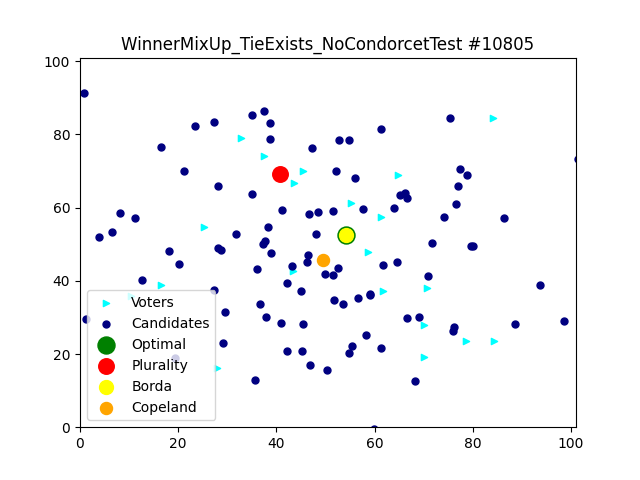 WinnerMixUp_TieExists_NoCondorcetTest #10805
100
80
60
40
20
0
Voters
Candidates
Optimal
Plurality
Borda
Copeland
0 20 40 60 80 100